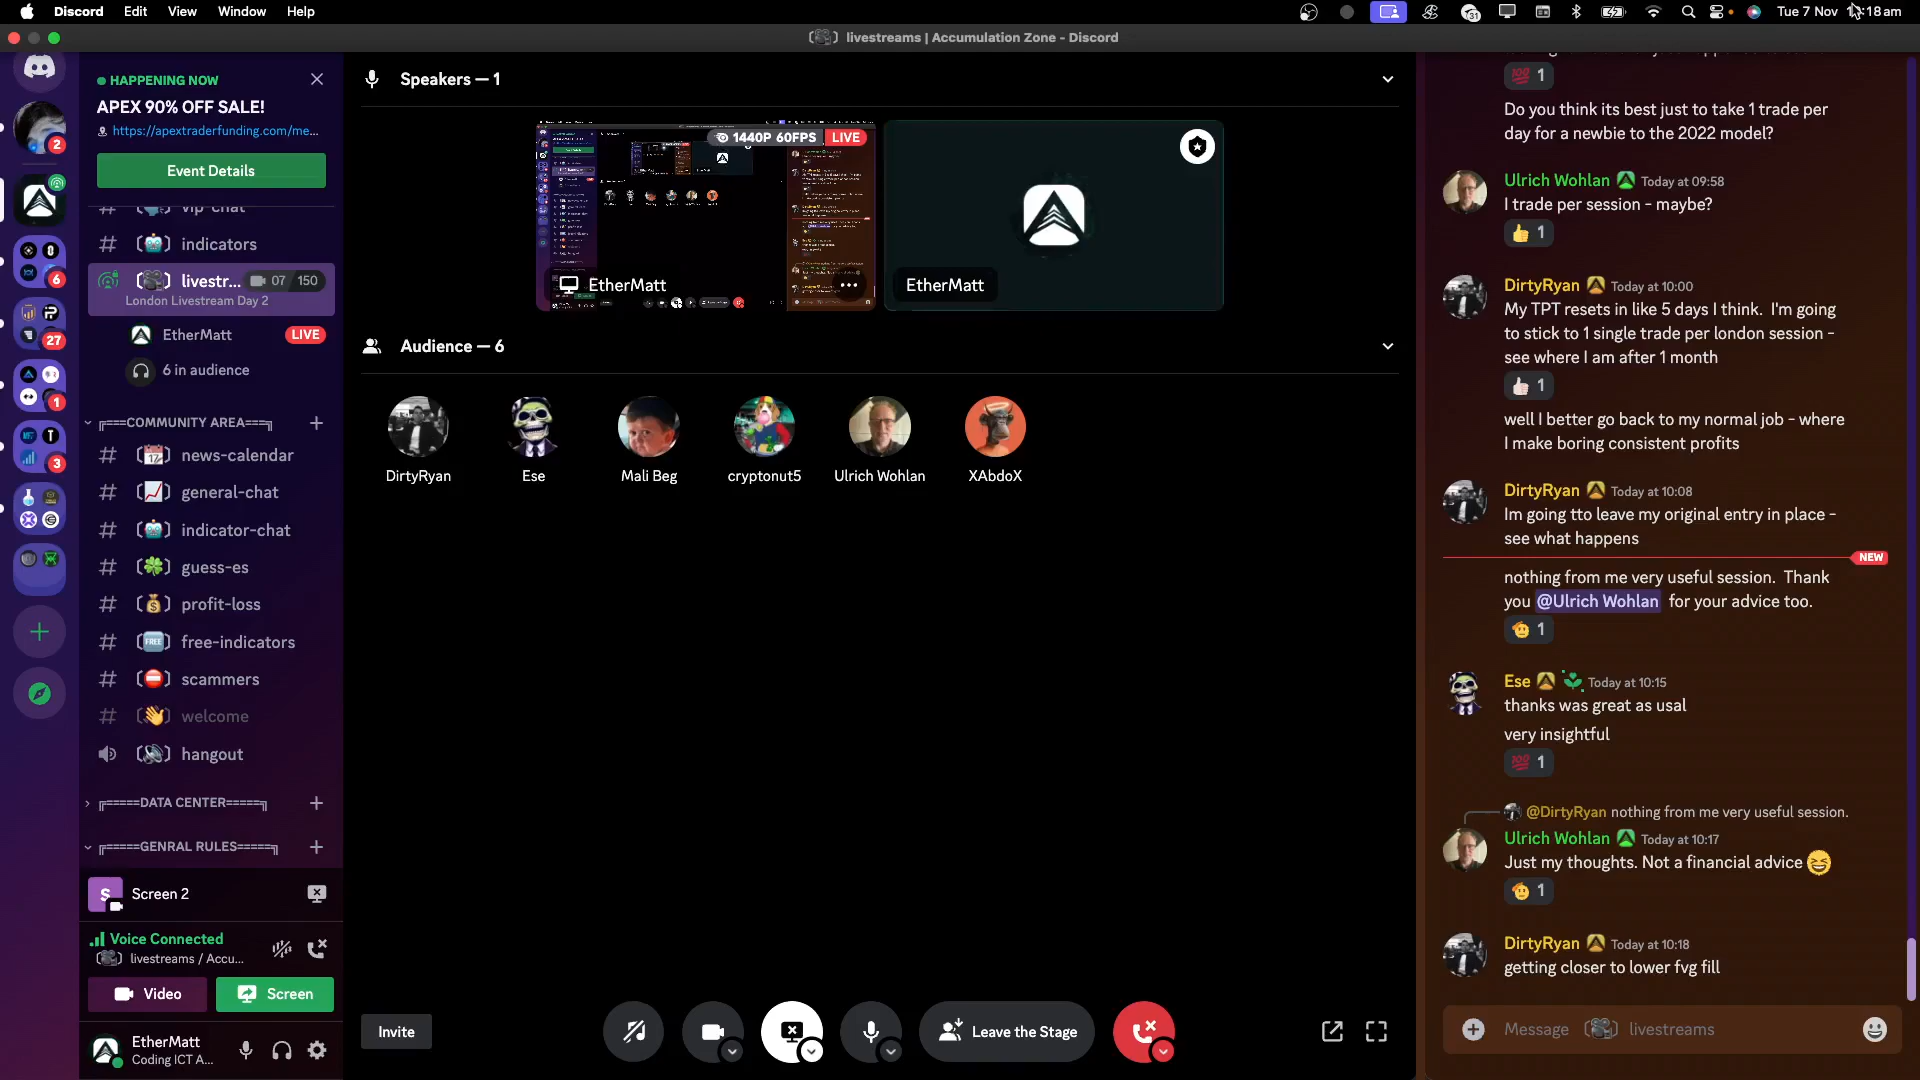 Discord Edit View Window Help
31
Tue 7 Nov
:18 am
livestreams | Accumulation Zone - Discord
2
6
27
1
3
HAPPENING NOW
APEX 90% OFF SALE!
https://apextraderfunding.com/me...
Event Details
# vip-chat
# indicators
livestr... 07 150
London Livestream Day 2
EtherMatt LIVE
6 in audience
COMMUNITY AREA
# 17 news-calendar
# general-chat
# indicator-chat
# guess-es
# profit-loss
# FREE free-indicators
# scammers
# welcome
hangout
DATA CENTER
GENRAL RULES
S Screen 2
Voice Connected
livestreams / Accu...
Video Screen
EtherMatt
Coding ICT A...
Speakers — 1
1440P 60FPS LIVE
EtherMatt
EtherMatt
Audience — 6
DirtyRyan Ese Mali Beg cryptonut5 Ulrich Wohlan XAbdoX
Invite
Leave the Stage
💯 1
Do you think its best just to take 1 trade per
day for a newbie to the 2022 model?
Ulrich Wohlan Today at 09:58
I trade per session - maybe?
👍 1
DirtyRyan Today at 10:00
My TPT resets in like 5 days I think. I'm going
to stick to 1 single trade per london session -
see where I am after 1 month
👍🏻 1
well I better go back to my normal job - where
I make boring consistent profits
DirtyRyan Today at 10:08
Im going tto leave my original entry in place -
see what happens
NEW
nothing from me very useful session. Thank
you @Ulrich Wohlan for your advice too.
🫡 1
Ese Today at 10:15
thanks was great as usal
very insightful
💯 1
@DirtyRyan nothing from me very useful session.
Ulrich Wohlan Today at 10:17
Just my thoughts. Not a financial advice 😆
🫡 1
DirtyRyan Today at 10:18
getting closer to lower fvg fill
Message livestreams